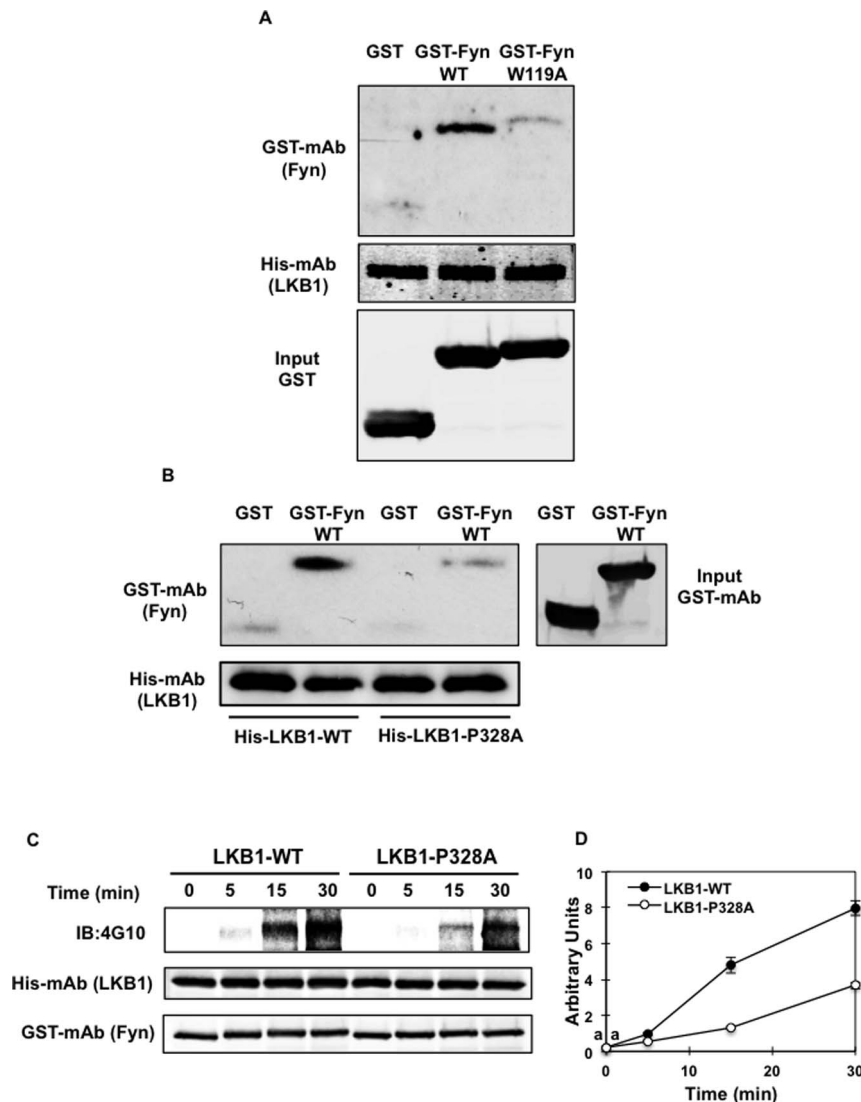 A
GST GST-Fyn GST-Fyn
WT W119A
GST-mAb
(Fyn)
His-mAb
(LKB1)
Input
GST
B
GST GST-Fyn GST GST-Fyn
WT WT
GST GST-Fyn
WT
GST-mAb
(Fyn)
Input
GST-mAb
His-mAb
(LKB1)
His-LKB1-WT His-LKB1-P328A
C
LKB1-WT LKB1-P328A
Time (min) 0 5 15 30 0 5 15 30
IB:4G10
His-mAb (LKB1)
GST-mAb (Fyn)
D
10
8
6
4
2
0
Arbitrary Units
LKB1-WT
LKB1-P328A
a a
0 10 20 30
Time (min)